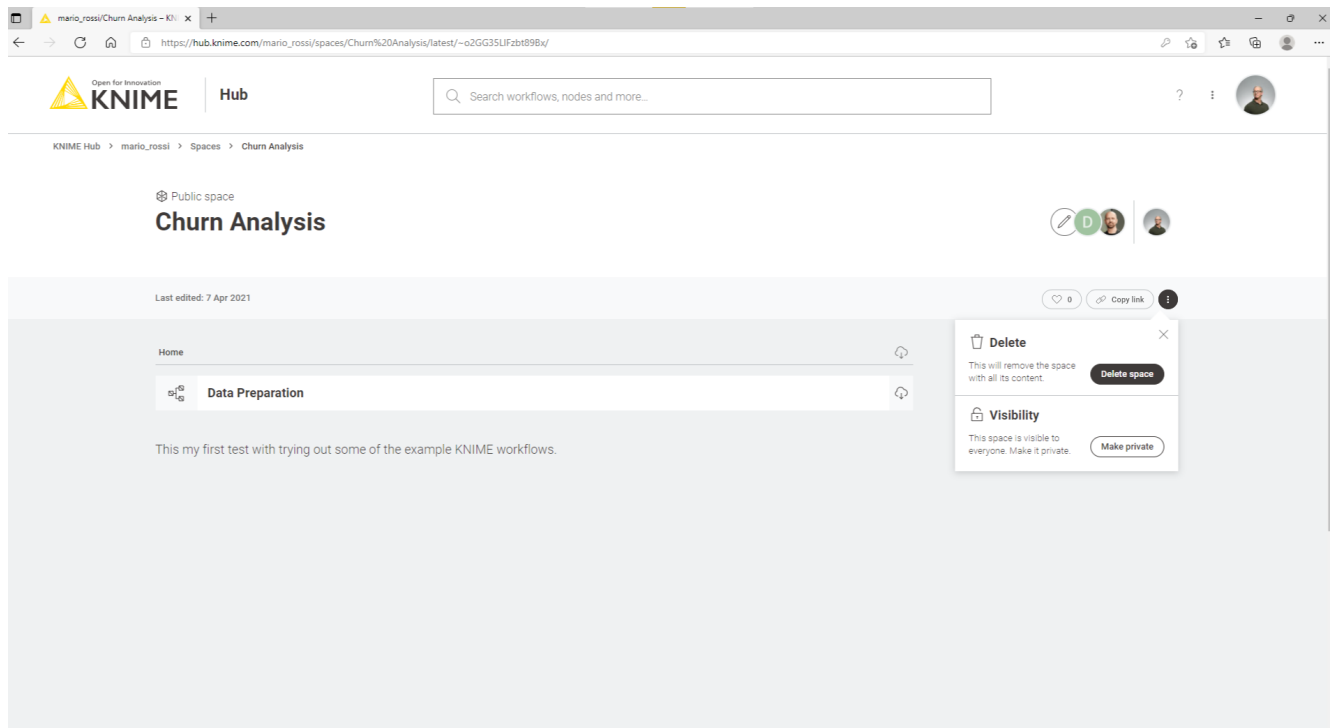 mario_rossi/Churn Analysis – KN
https://hub.knime.com/mario_rossi/spaces/Churn%20Analysis/latest/~o2GG35LIFzbt89Bx/
Open for Innovation
KNIME
Hub
Search workflows, nodes and more...
?
KNIME Hub > mario_rossi > Spaces > Churn Analysis
Public space
Churn Analysis
D
Last edited: 7 Apr 2021
0
Copy link
Home
Data Preparation
This my first test with trying out some of the example KNIME workflows.
Delete
This will remove the space
with all its content.
Delete space
Visibility
This space is visible to
everyone. Make it private.
Make private